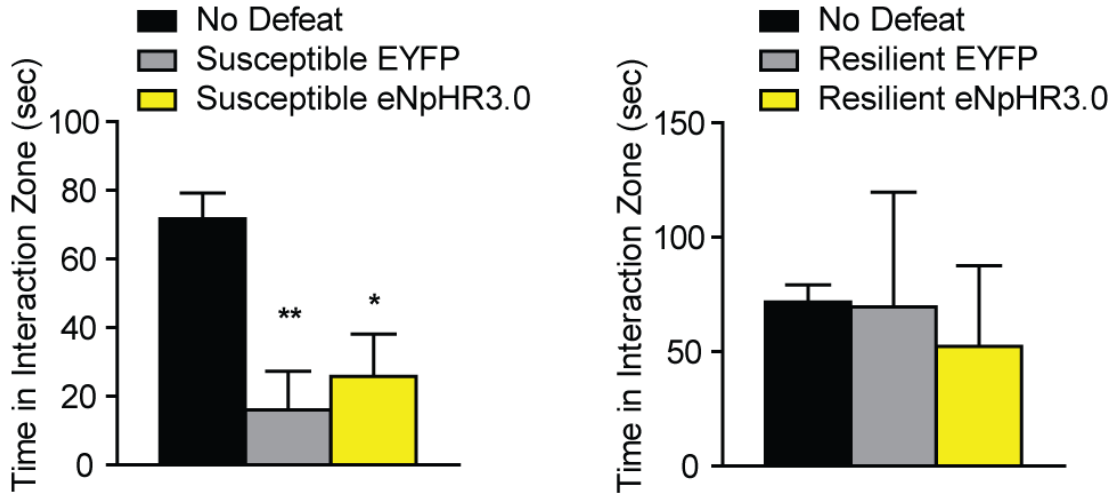 No Defeat
Susceptible EYFP
Susceptible eNpHR3.0
Time in Interaction Zone (sec)
100
80
60
40
20
0
**
*
No Defeat
Resilient EYFP
Resilient eNpHR3.0
Time in Interaction Zone (sec)
150
100
50
0